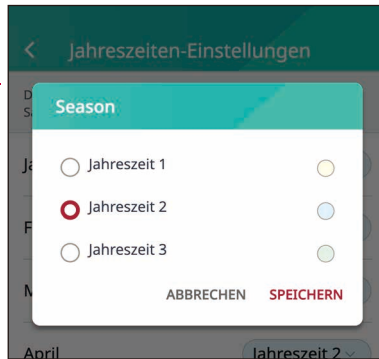 Jahreszeiten-Einstellungen
Season
Jahreszeit 1
Jahreszeit 2
Jahreszeit 3
ABBRECHEN SPEICHERN
April Jahreszeit 2